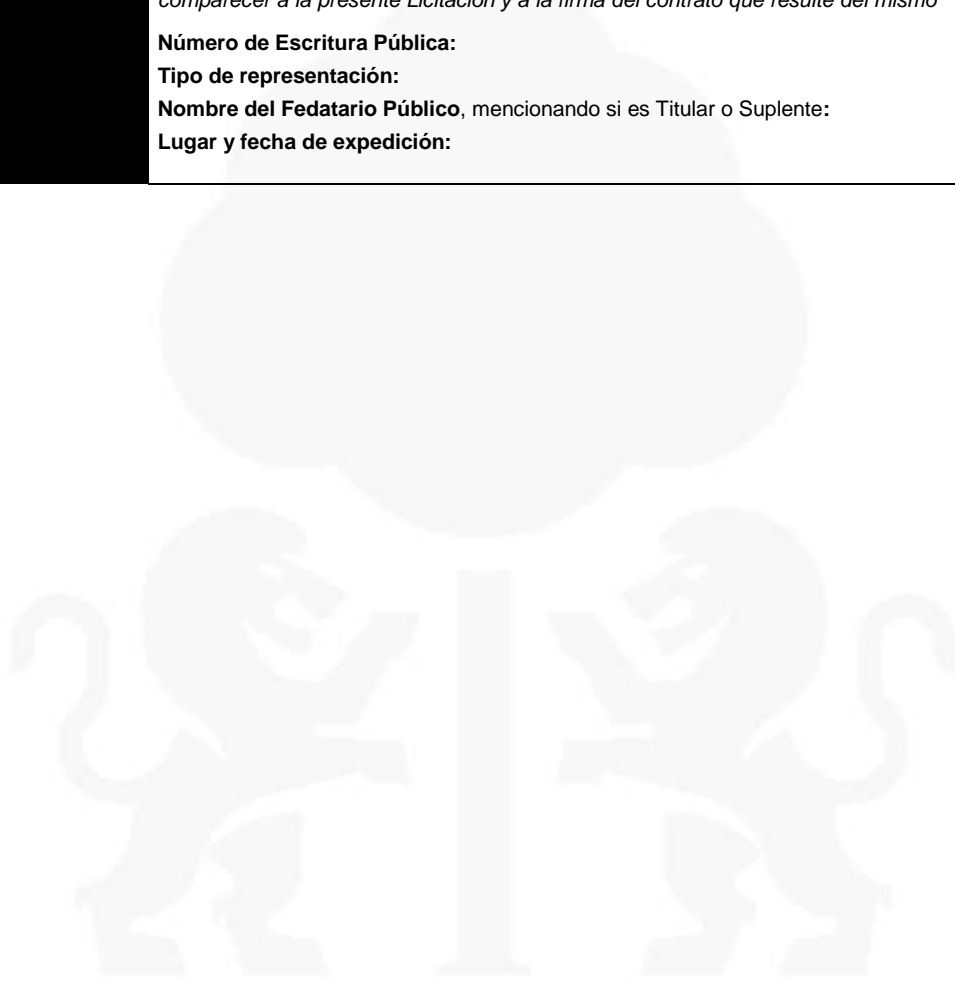 comparecer a la presente Licitación y a la firma del contrato que resulte del mismo
Número de Escritura Pública:
Tipo de representación:
Nombre del Fedatario Público, mencionando si es Titular o Suplente:
Lugar y fecha de expedición: